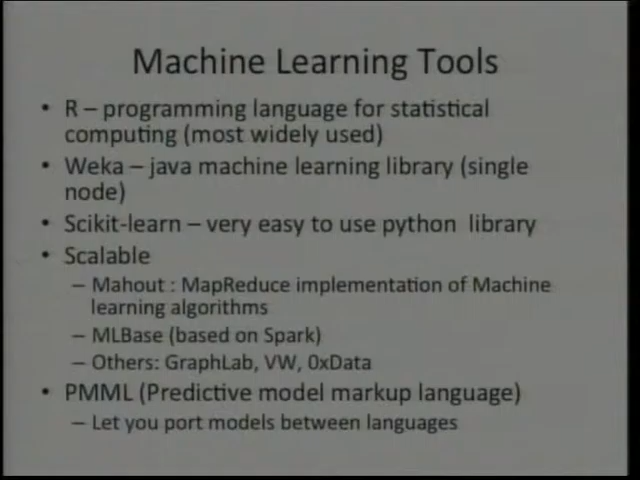 Machine Learning Tools
• R – programming language for statistical
computing (most widely used)
• Weka – java machine learning library (single
node)
• Scikit-learn – very easy to use python library
• Scalable
– Mahout : MapReduce implementation of Machine
learning algorithms
– MLBase (based on Spark)
– Others: GraphLab, VW, 0xData
• PMML (Predictive model markup language)
– Let you port models between languages